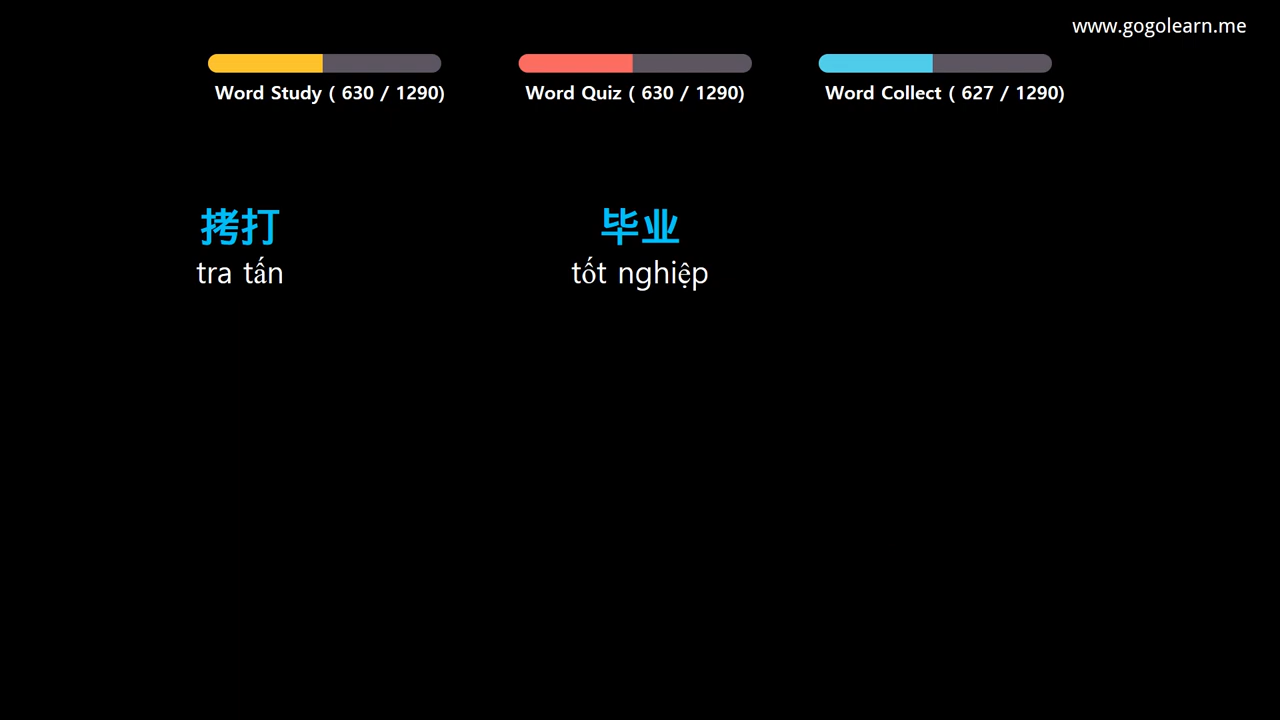 www.gogolearn.me
Word Study ( 630 / 1290)
Word Quiz ( 630 / 1290)
Word Collect ( 627 / 1290)
拷打
毕业
tra tấn
tốt nghiệp